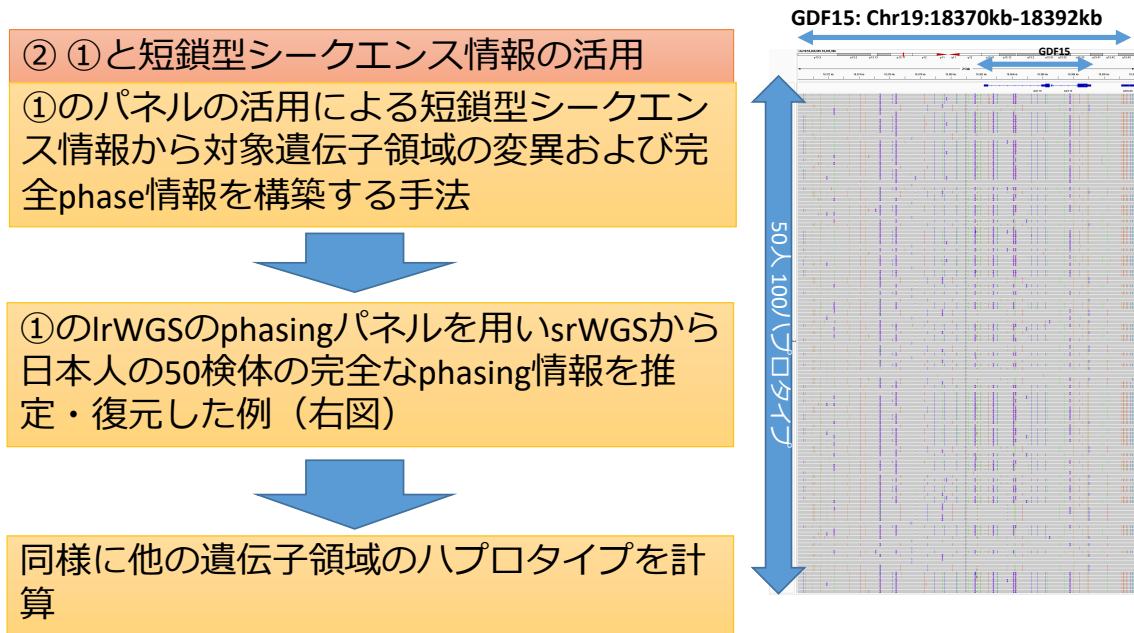 ② ①と短鎖型シークエンス情報の活用
①のパネルの活用による短鎖型シークエン
ス情報から対象遺伝子領域の変異および完
全phase情報を構築する手法
①のlrWGSのphasingパネルを用いsrWGSから
日本人の50検体の完全なphasing情報を推
定・復元した例（右図）
同様に他の遺伝子領域のハプロタイプを計
算
GDF15: Chr19:18370kb-18392kb
GDF15
50人 100ハプロタイプ